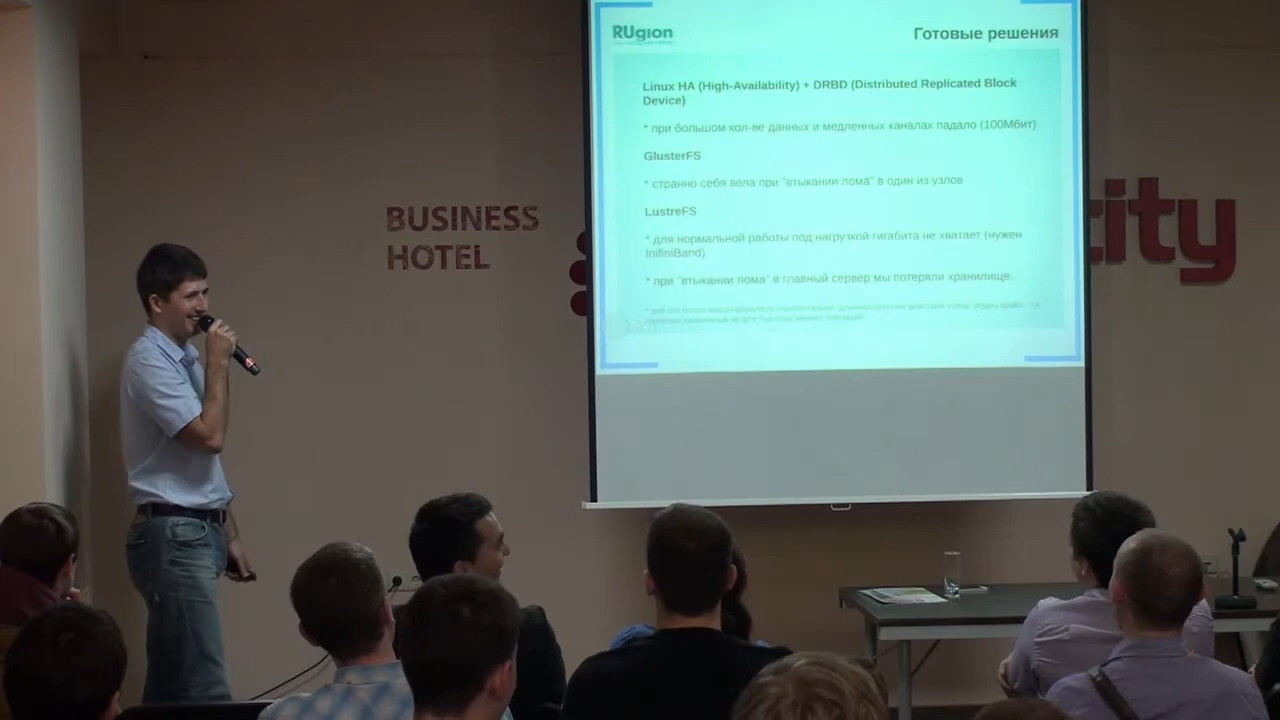 RUgion
Готовые решения
Linux HA (High-Availability) + DRBD (Distributed Replicated Block
Device)
* при большом кол-ве данных и медленных каналах падало (100Мбит)
GlusterFS
* странно себя вела при "втыкании лома" в один из узлов
LustreFS
* для нормальной работы под нагрузкой гигабита не хватает (нужен
InifiniBand)
* при "втыкании лома" в главный сервер мы потеряли хранилище.
BUSINESS
HOTEL
city